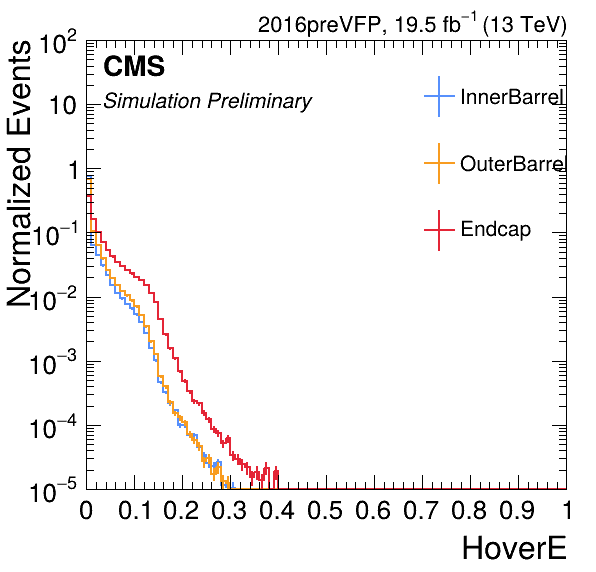 2016preVFP, 19.5 fb⁻¹ (13 TeV)
CMS
Simulation Preliminary
InnerBarrel
OuterBarrel
Endcap
Normalized Events
10²
10
1
10⁻¹
10⁻²
10⁻³
10⁻⁴
10⁻⁵
0 0.1 0.2 0.3 0.4 0.5 0.6 0.7 0.8 0.9 1
HoverE